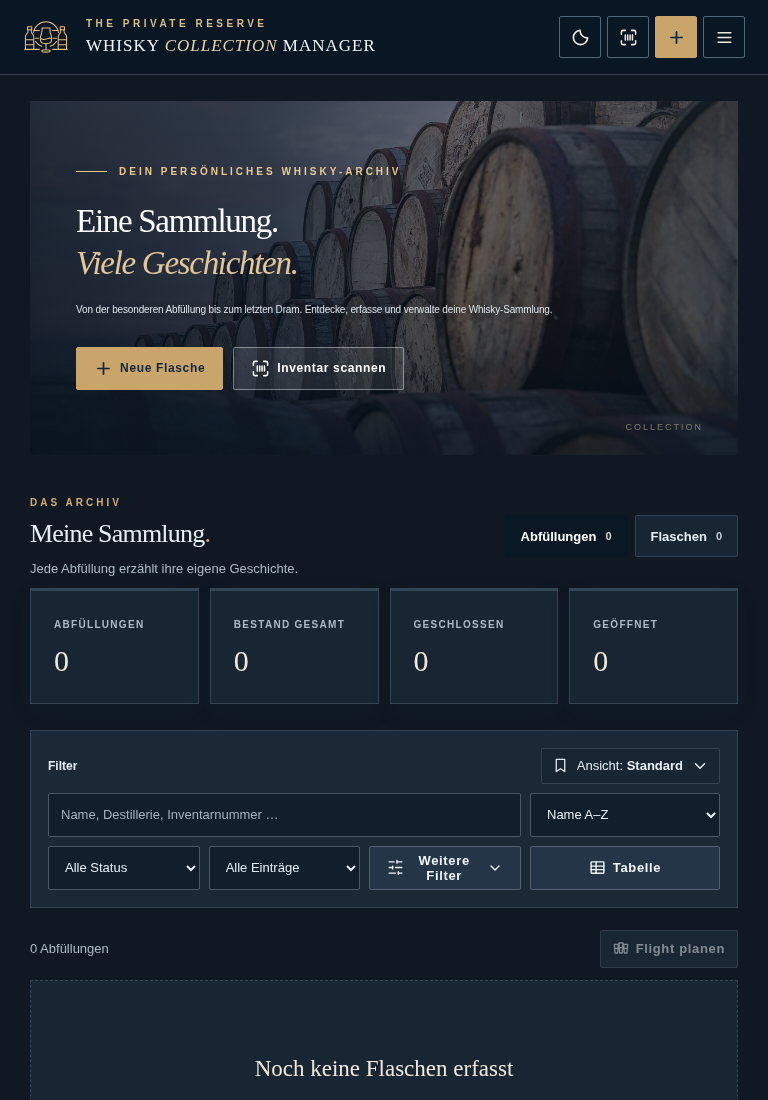 THE PRIVATE RESERVE
WHISKY COLLECTION MANAGER
DEIN PERSÖNLICHES WHISKY-ARCHIV
Eine Sammlung.
Viele Geschichten.
Von der besonderen Abfüllung bis zum letzten Dram. Entdecke, erfasse und verwalte deine Whisky-Sammlung.
Neue Flasche
Inventar scannen
COLLECTION
DAS ARCHIV
Meine Sammlung.
Abfüllungen 0
Flaschen 0
Jede Abfüllung erzählt ihre eigene Geschichte.
ABFÜLLUNGEN
0
BESTAND GESAMT
0
GESCHLOSSEN
0
GEÖFFNET
0
Filter
Ansicht: Standard
Name, Destillerie, Inventarnummer …
Name A–Z
Alle Status
Alle Einträge
Weitere
Filter
Tabelle
0 Abfüllungen
Flight planen
Noch keine Flaschen erfasst